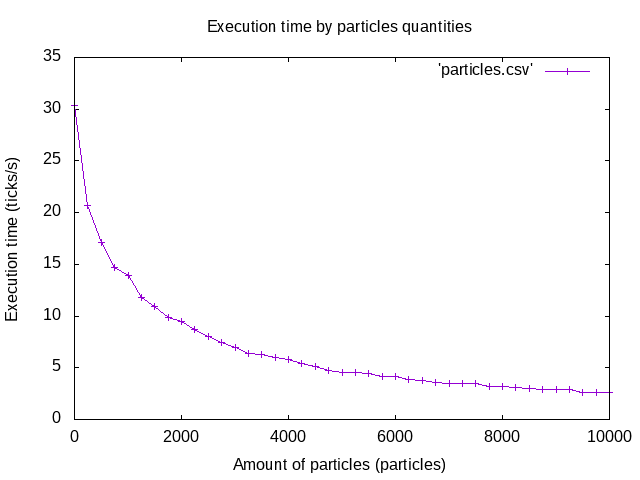 Execution time by particles quantities
'particles.csv'
35
30
25
20
15
10
5
0
Execution time (ticks/s)
0 2000 4000 6000 8000 10000
Amount of particles (particles)